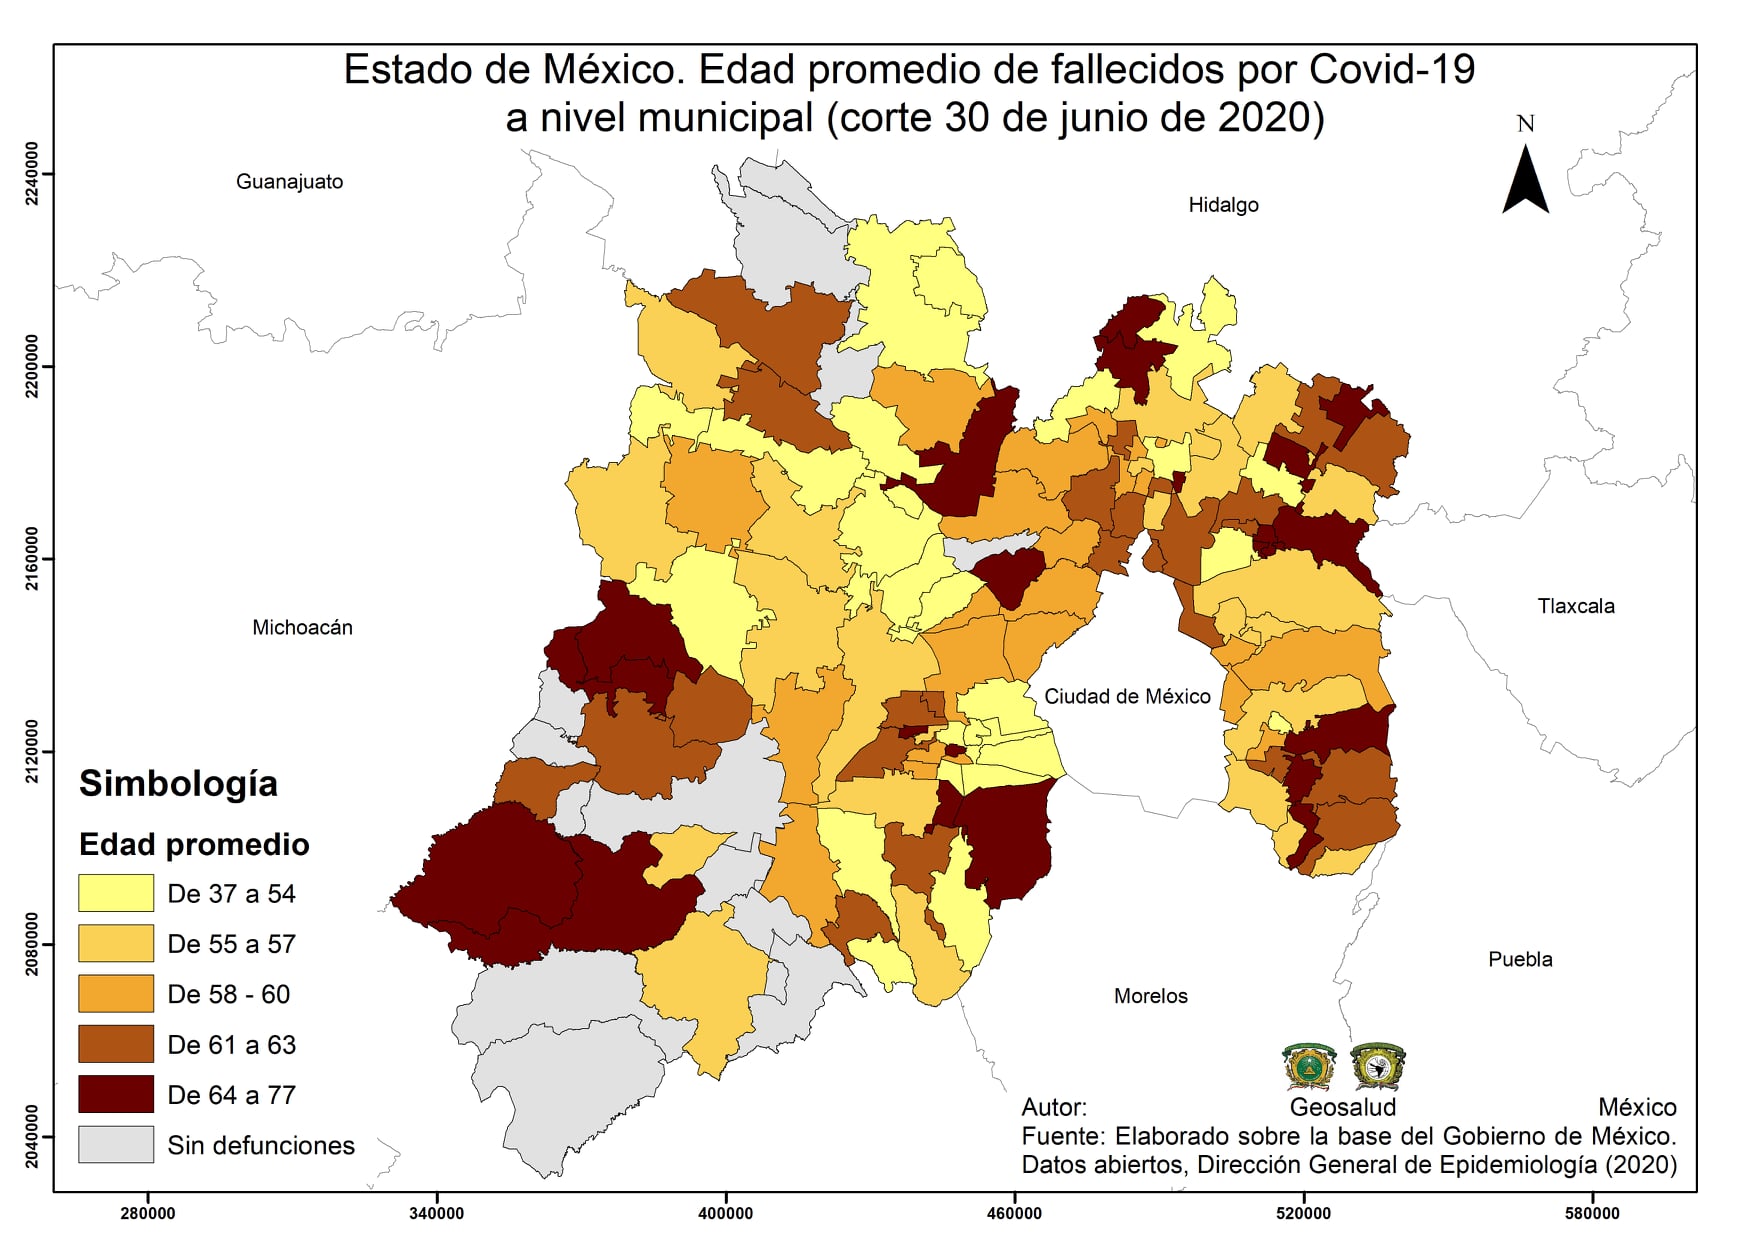 Estado de México. Edad promedio de fallecidos por Covid-19
a nivel municipal (corte 30 de junio de 2020)
N
Guanajuato
Hidalgo
Michoacán
Tlaxcala
Ciudad de México
Puebla
Morelos
2240000
2200000
2160000
2120000
2080000
2040000
Simbología
Edad promedio
De 37 a 54
De 55 a 57
De 58 - 60
De 61 a 63
De 64 a 77
Sin defunciones
Autor: Geosalud México
Fuente: Elaborado sobre la base del Gobierno de México.
Datos abiertos, Dirección General de Epidemiología (2020)
280000 340000 400000 460000 520000 580000